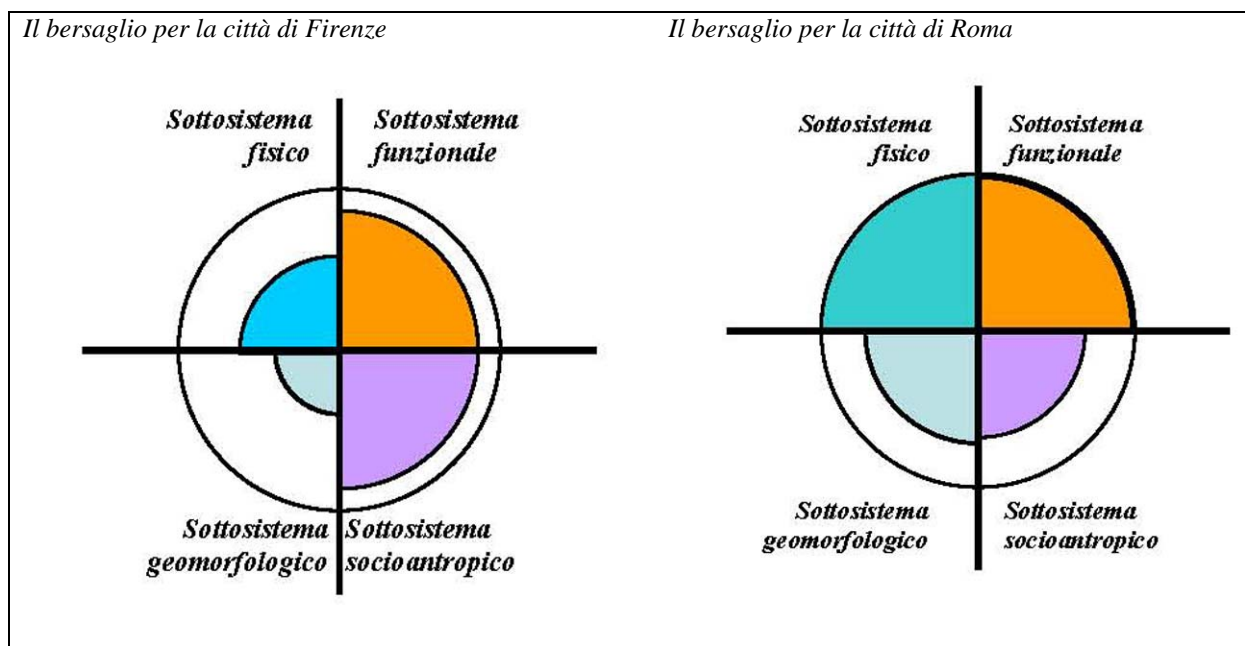 Il bersaglio per la città di Firenze
Sottosistema
fisico
Sottosistema
funzionale
Sottosistema
geomorfologico
Sottosistema
socioantropico
Il bersaglio per la città di Roma
Sottosistema
fisico
Sottosistema
funzionale
Sottosistema
geomorfologico
Sottosistema
socioantropico